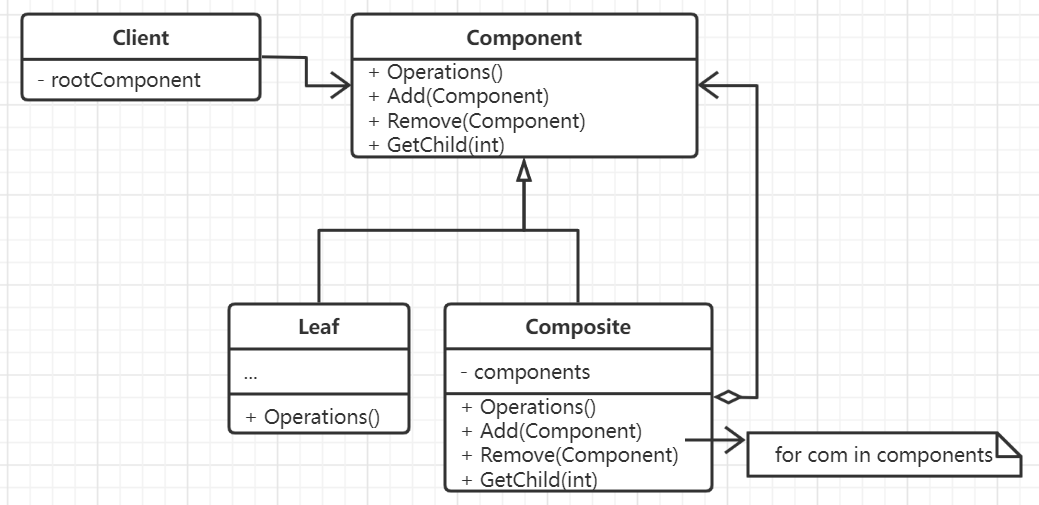 Client
- rootComponent
Component
+ Operations()
+ Add(Component)
+ Remove(Component)
+ GetChild(int)
Leaf
...
+ Operations()
Composite
- components
+ Operations()
+ Add(Component)
+ Remove(Component)
+ GetChild(int)
for com in components